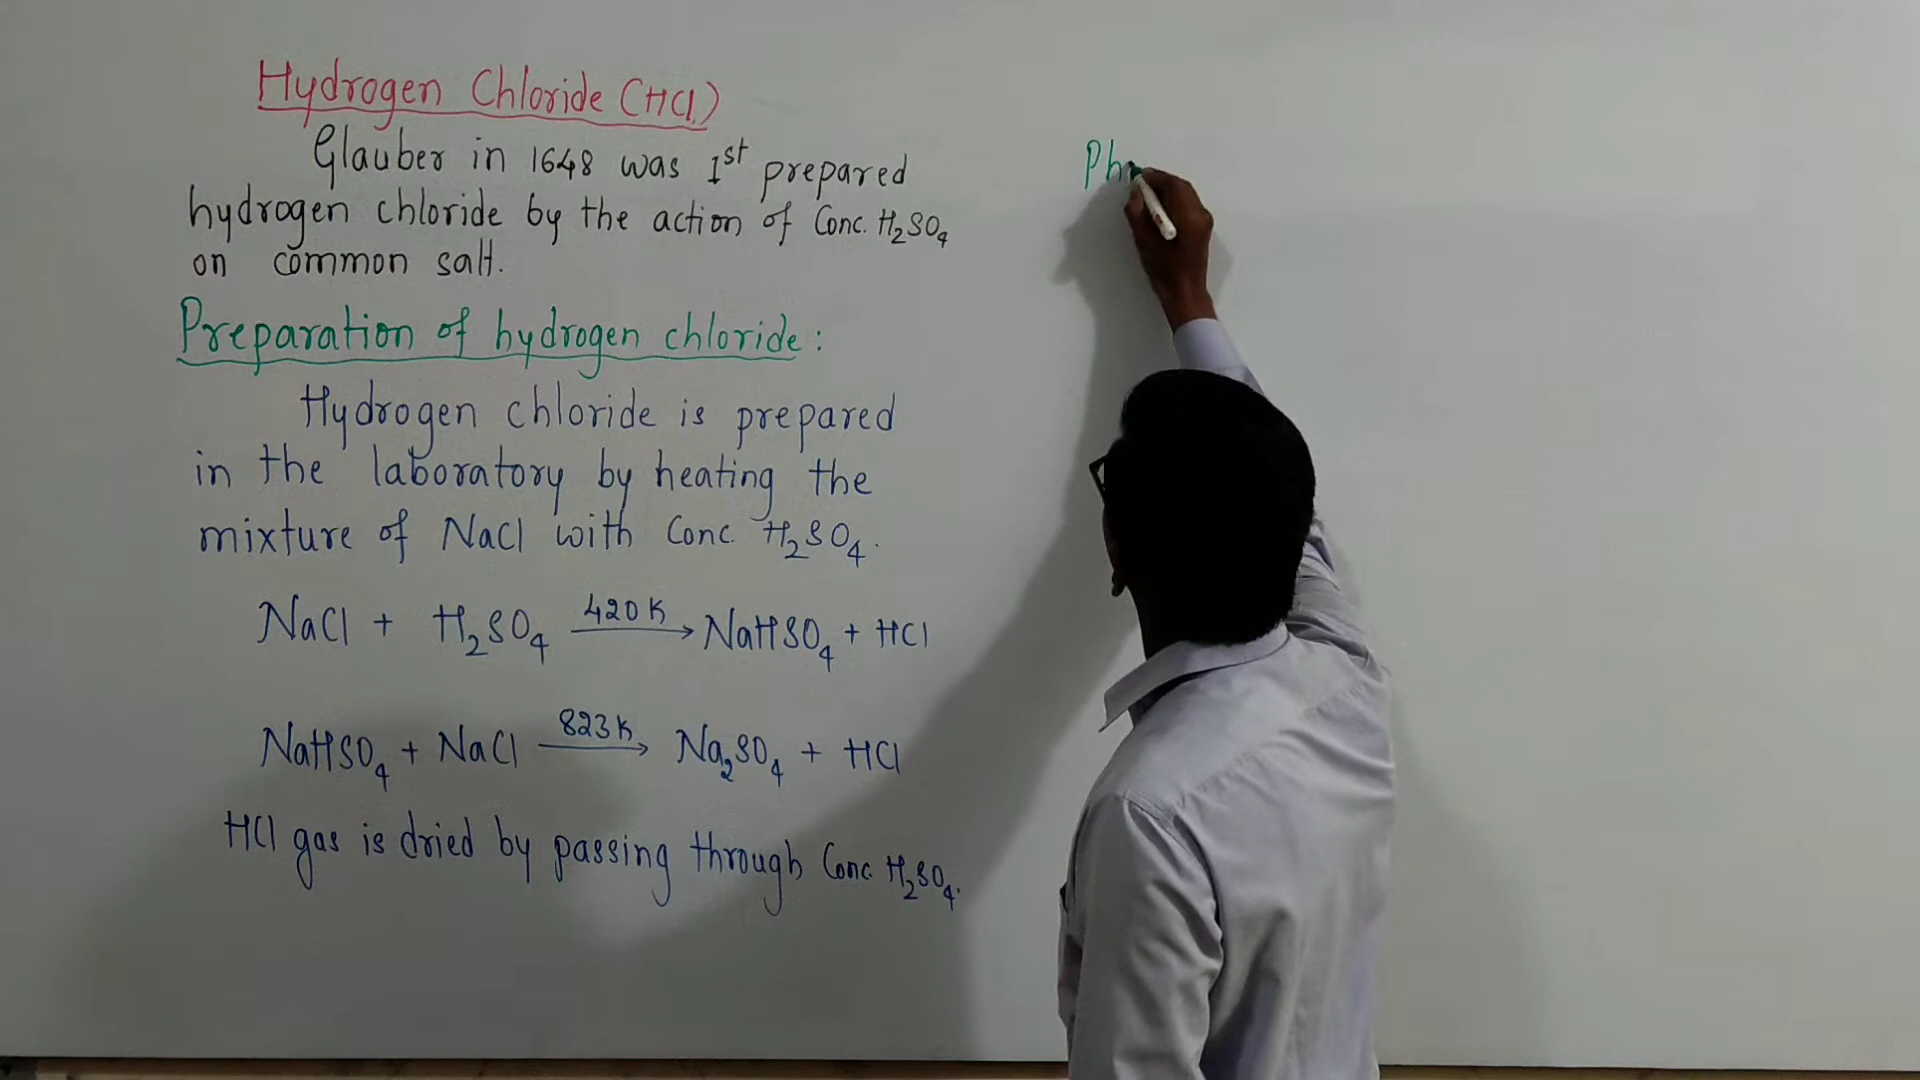 Hydrogen Chloride (HCl)
Glauber in 1648 was 1st prepared
hydrogen chloride by the action of Conc. H2SO4
on common salt.
Preparation of hydrogen chloride :
Hydrogen chloride is prepared
in the laboratory by heating the
mixture of NaCl with Conc. H2SO4.
NaCl + H2SO4 420K → NaHSO4 + HCl
NaHSO4 + NaCl 823K → Na2SO4 + HCl
HCl gas is dried by passing through Conc. H2SO4.
Ph